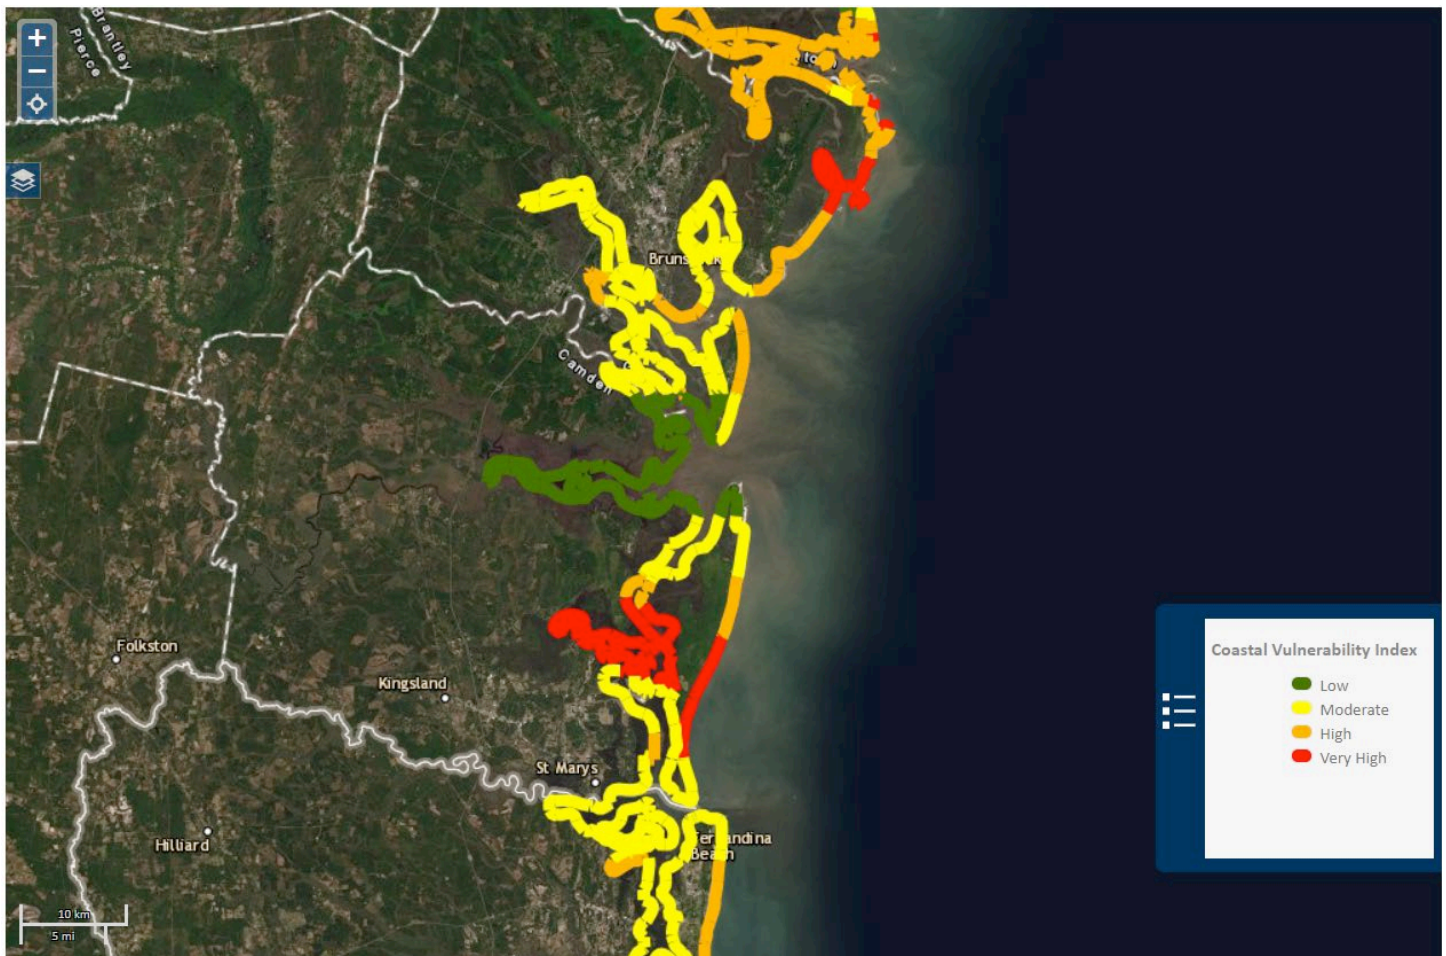 +
−
Brantley
Pierce
Camden
Folkston
Kingsland
St Marys
Hilliard
Beach
10 km
5 mi
Coastal Vulnerability Index
Low
Moderate
High
Very High